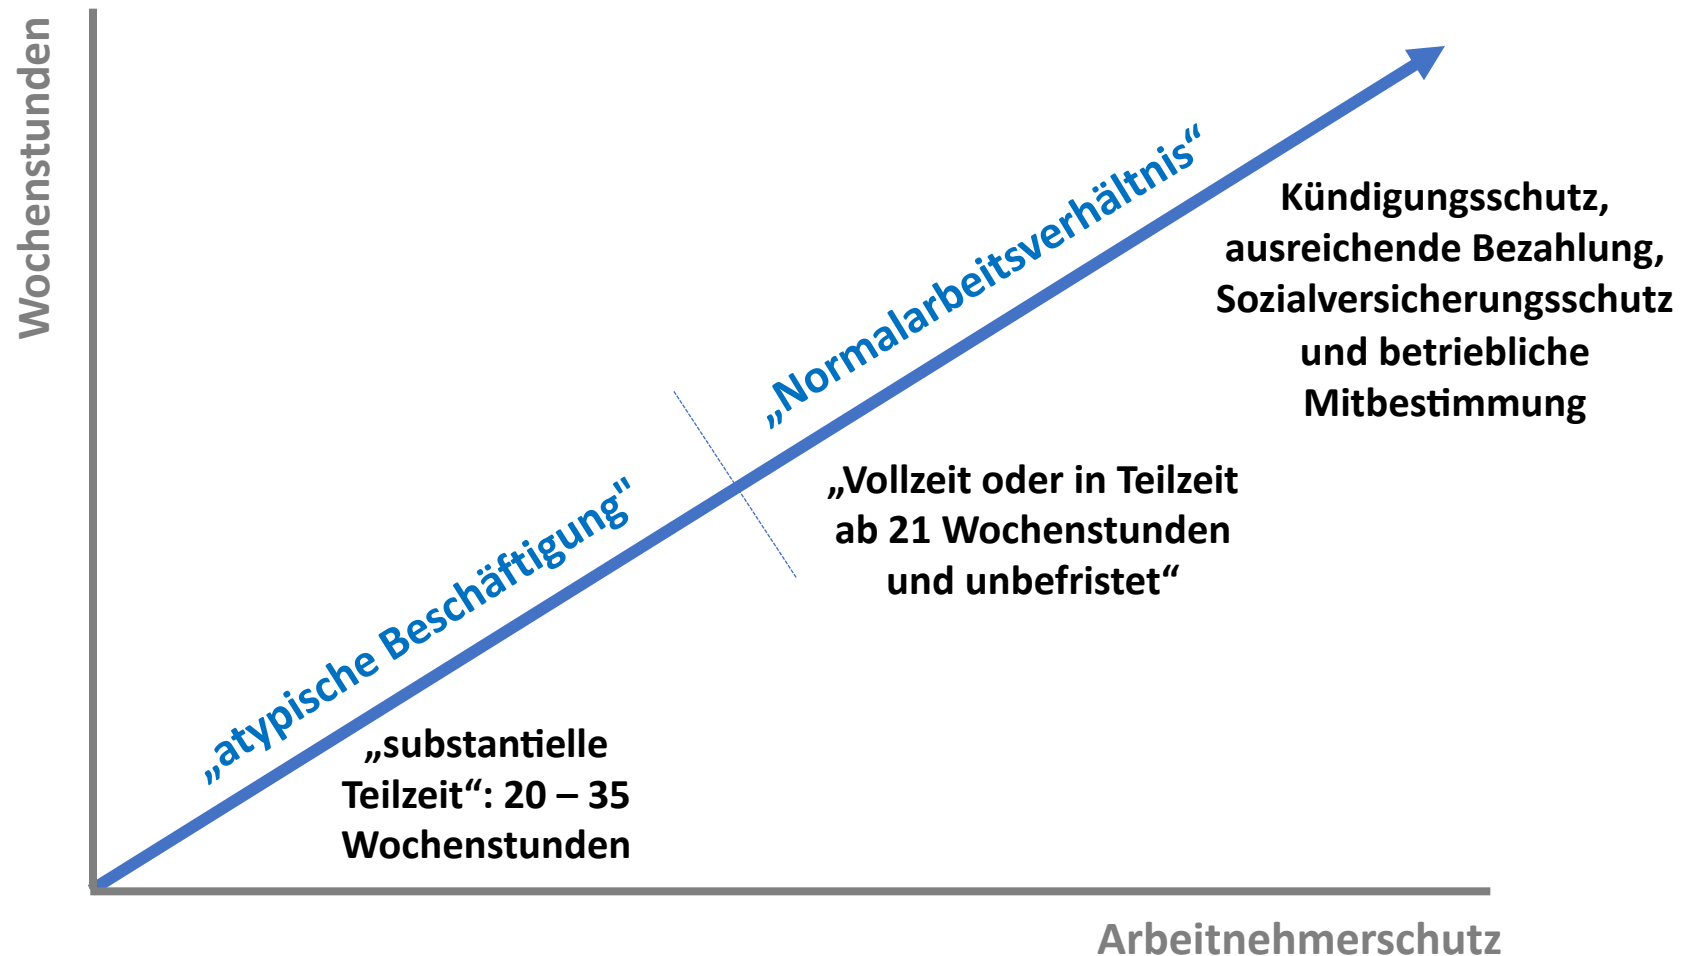 Wochenstunden
„Normalarbeitsverhältnis“
Kündigungsschutz,
ausreichende Bezahlung,
Sozialversicherungsschutz
und betriebliche
Mitbestimmung
„Vollzeit oder in Teilzeit
ab 21 Wochenstunden
und unbefristet“
„atypische Beschäftigung"
„substantielle
Teilzeit“: 20 – 35
Wochenstunden
Arbeitnehmerschutz